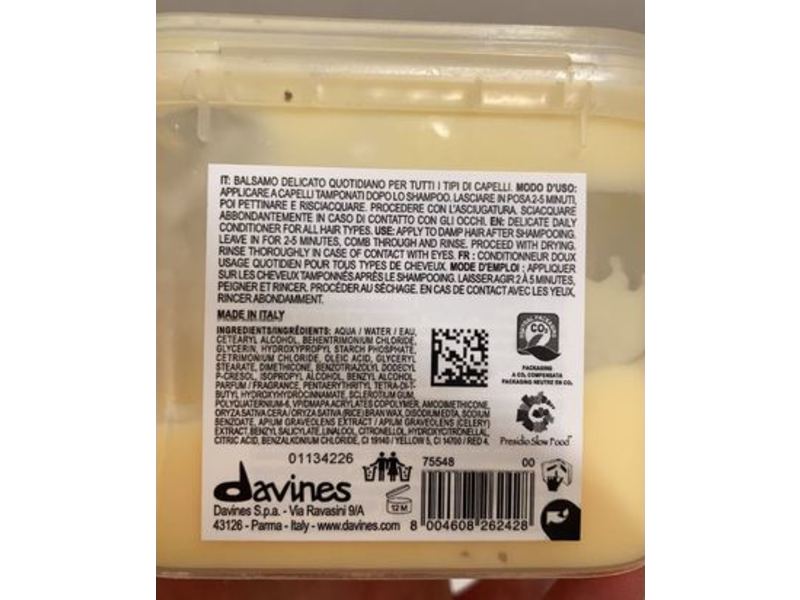 IT: BALSAMO DELICATO QUOTIDIANO PER TUTTI I TIPI DI CAPELLI. MODO D'USO:
APPLICARE A CAPELLI TAMPONATI DOPO LO SHAMPOO. LASCIARE IN POSA 2-5 MINUTI,
POI PETTINARE E RISCIACQUARE. PROCEDERE CON L'ASCIUGATURA. SCIACQUARE
ABBONDANTEMENTE IN CASO DI CONTATTO CON GLI OCCHI. EN: DELICATE DAILY
CONDITIONER FOR ALL HAIR TYPES. USE: APPLY TO DAMP HAIR AFTER SHAMPOOING.
LEAVE IN FOR 2-5 MINUTES, COMB THROUGH AND RINSE. PROCEED WITH DRYING.
RINSE THOROUGHLY IN CASE OF CONTACT WITH EYES. FR : CONDITIONNEUR DOUX
USAGE QUOTIDIEN POUR TOUS TYPES DE CHEVEUX. MODE D'EMPLOI : APPLIQUER
SUR LES CHEVEUX TAMPONNÉS APRÈS LE SHAMPOOING. LAISSER AGIR 2 À 5 MINUTES,
PEIGNER ET RINCER. PROCÉDER AU SÉCHAGE. EN CAS DE CONTACT AVEC LES YEUX,
RINCER ABONDAMMENT.
MADE IN ITALY
INGREDIENTS/INGRÉDIENTS: AQUA / WATER / EAU,
CETEARYL ALCOHOL, BEHENTRIMONIUM CHLORIDE,
GLYCERIN, HYDROXYPROPYL STARCH PHOSPHATE,
CETRIMONIUM CHLORIDE, OLEIC ACID, GLYCERYL
STEARATE, DIMETHICONE, BENZOTRIAZOLYL DODECYL
P-CRESOL, ISOPROPYL ALCOHOL, BENZYL ALCOHOL,
PARFUM / FRAGRANCE, PENTAERYTHRITYL TETRA-DI-T-
BUTYL HYDROXYHYDROCINNAMATE, SCLEROTIUM GUM,
POLYQUATERNIUM-6, VP/DMAPA ACRYLATES COPOLYMER, AMODIMETHICONE,
ORYZA SATIVA CERA / ORYZA SATIVA (RICE) BRAN WAX, DISODIUM EDTA, SODIUM
BENZOATE, APIUM GRAVEOLENS EXTRACT / APIUM GRAVEOLENS (CELERY)
EXTRACT, BENZYL SALICYLATE, LINALOOL, CITRONELLOL, HYDROXYCITRONELLAL,
CITRIC ACID, BENZALKONIUM CHLORIDE, CI 19140 / YELLOW 5, CI 14700 / RED 4.
CO₂
PACKAGING
A CO₂ COMPENSATA
PACKAGING NEUTRE EN CO₂
Presidio Slow Food
01134226
75548 00
davines
12 M
Davines S.p.a. - Via Ravasini 9/A
43126 - Parma - Italy - www.davines.com
8 004608 262428